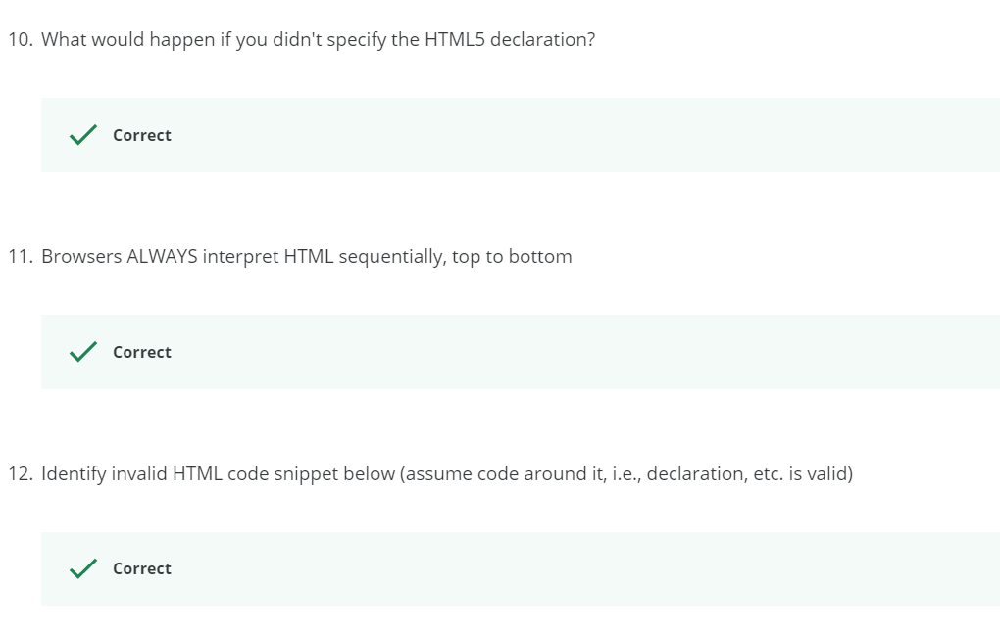 10. What would happen if you didn't specify the HTML5 declaration?
Correct
11. Browsers ALWAYS interpret HTML sequentially, top to bottom
Correct
12. Identify invalid HTML code snippet below (assume code around it, i.e., declaration, etc. is valid)
Correct